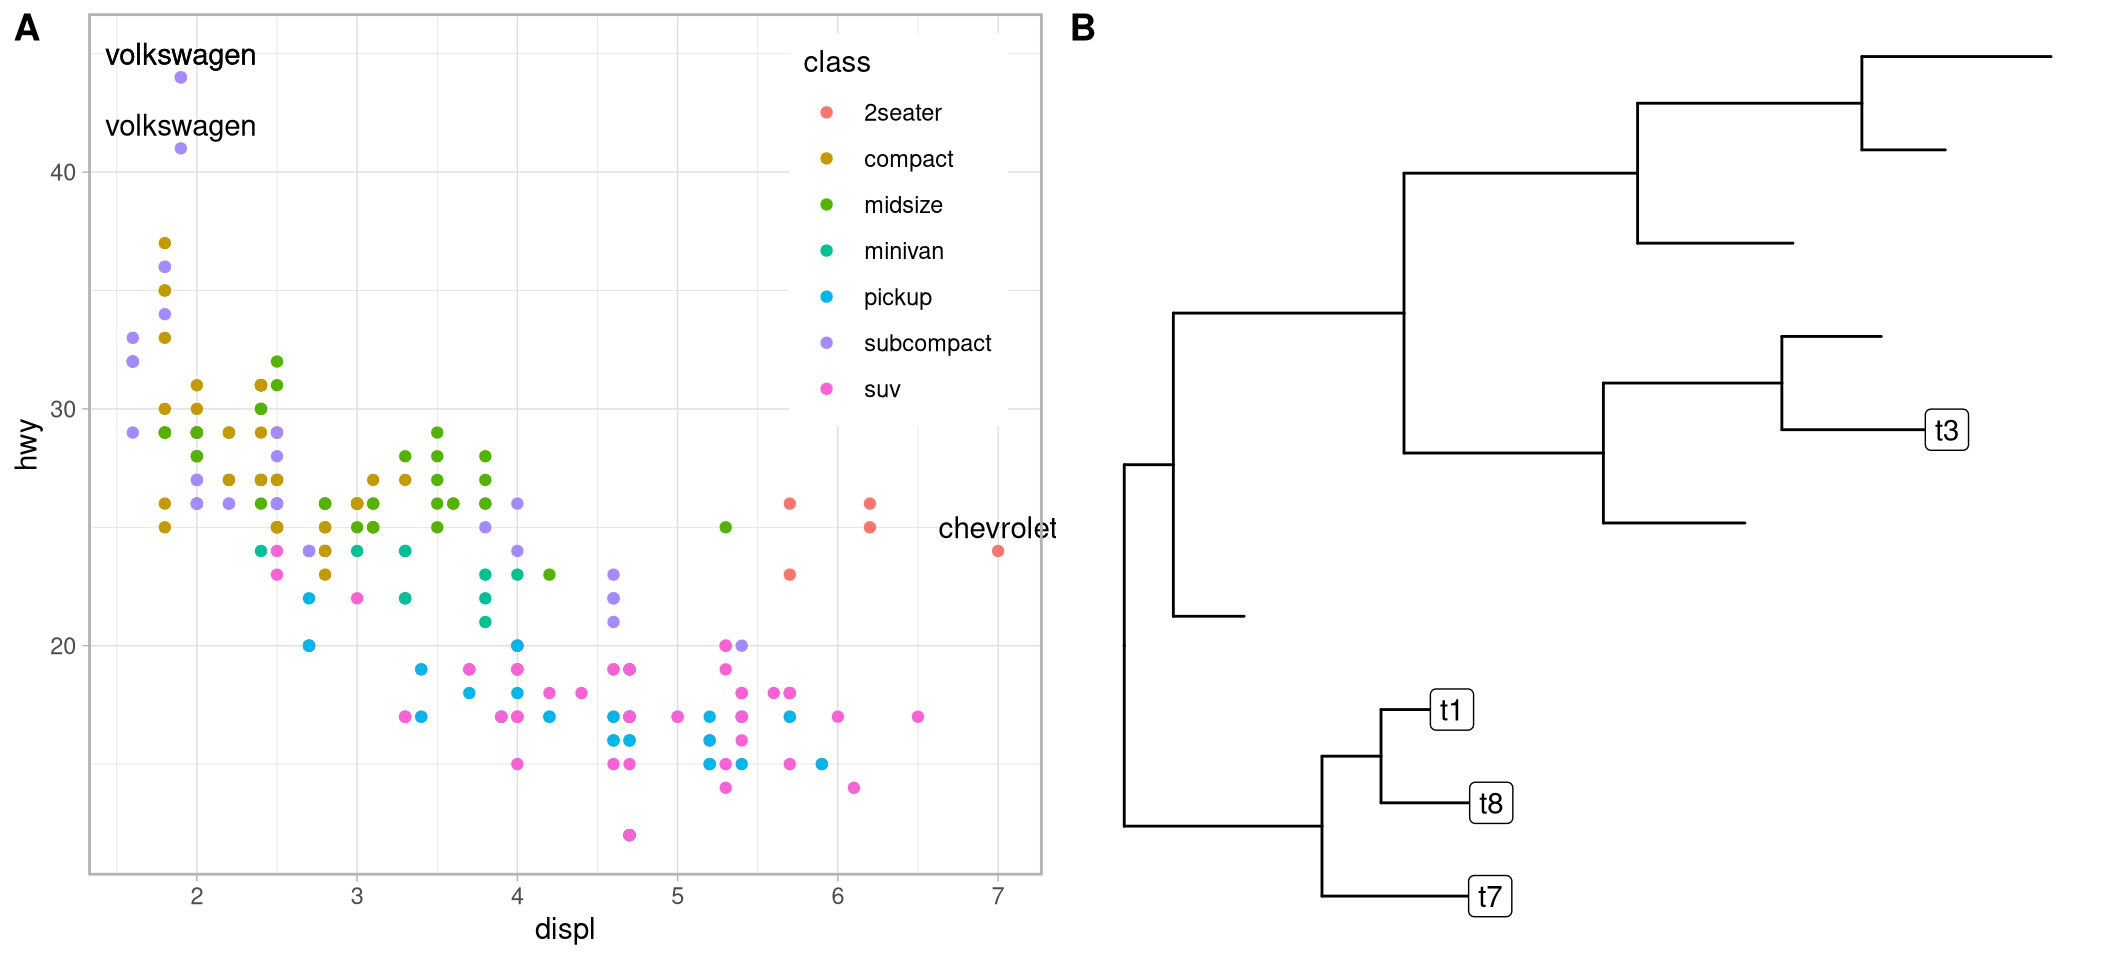 A
volkswagen
volkswagen
chevrolet
class
2seater
compact
midsize
minivan
pickup
subcompact
suv
hwy
40
30
20
2 3 4 5 6 7
displ
B
t3
t1
t8
t7